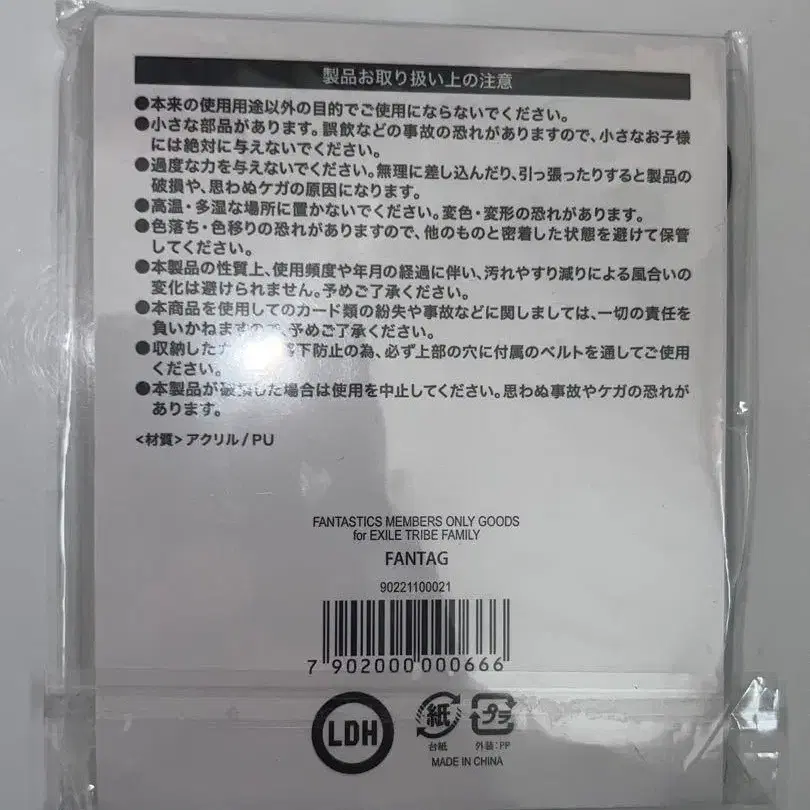 製品お取り扱い上の注意
●本来の使用用途以外の目的でご使用にならないでください。
●小さな部品があります。誤飲などの事故の恐れがありますので、小さなお子様
には絶対に与えないでください。
●過度な力を与えないでください。無理に差し込んだり、引っ張ったりすると製品の
破損や、思わぬケガの原因になります。
●高温・多湿な場所に置かないでください。変色・変形の恐れがあります。
●色落ち・色移りの恐れがありますので、他のものと密着した状態を避けて保管
してください。
●本製品の性質上、使用頻度や年月の経過に伴い、汚れやすり減りによる風合いの
変化は避けられません。予めご了承ください。
●本商品を使用してのカード類の紛失や事故などに関しましては、一切の責任を
負いかねますので、予めご了承ください。
●収納した落下防止の為、必ず上部の穴に付属のベルトを通してご使用
ください。
●本製品が破損した場合は使用を中止してください。思わぬ事故やケガの恐れが
あります。
<材質>アクリル/PU
FANTASTICS MEMBERS ONLY GOODS
for EXILE TRIBE FAMILY
FANTAG
90221100021
7 902000 000666
LDH
紙
台紙
プラ
外装:PP
MADE IN CHINA